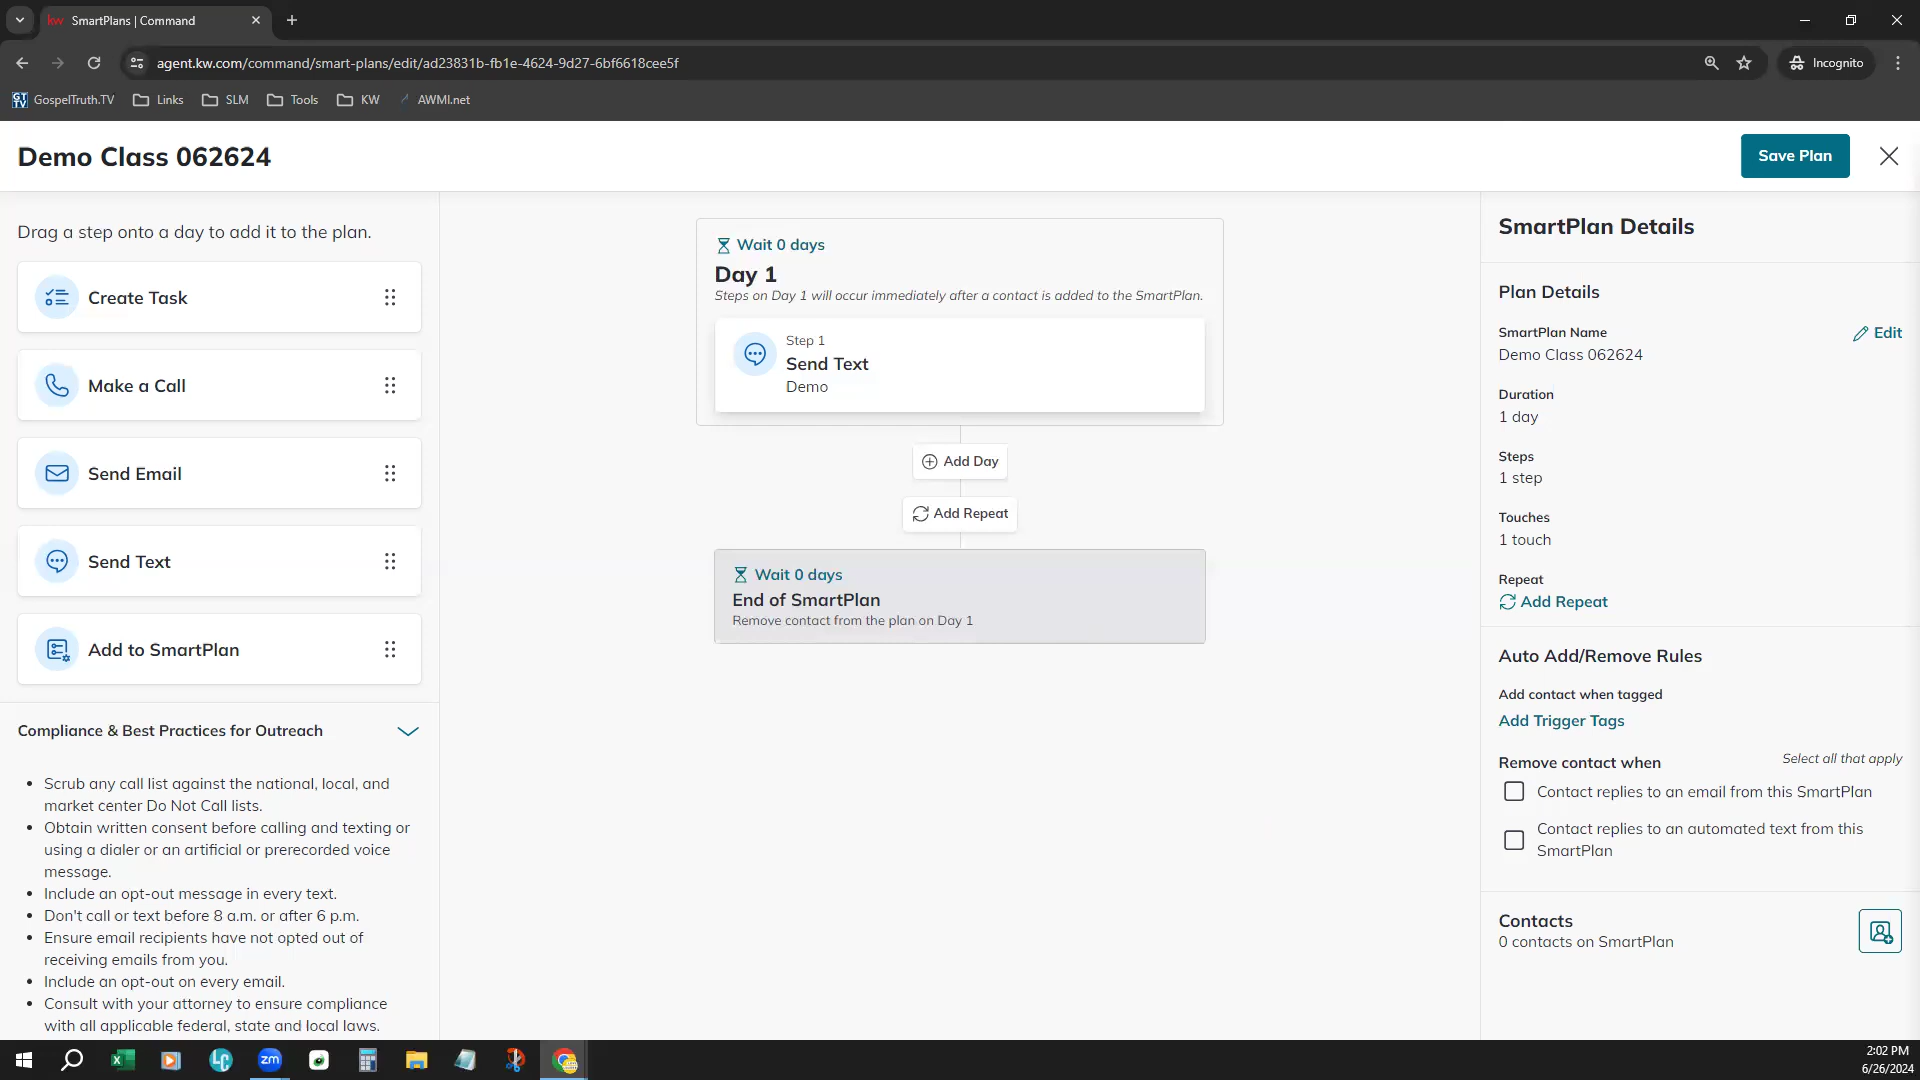 SmartPlans | Command
agent.kw.com/command/smart-plans/edit/ad23831b-fb1e-4624-9d27-6bf6618cee5f
Incognito
GospelTruth.TV
Links
SLM
Tools
KW
AWMI.net
Demo Class 062624
Save Plan
Drag a step onto a day to add it to the plan.
Create Task
Make a Call
Send Email
Send Text
Add to SmartPlan
Compliance & Best Practices for Outreach
• Scrub any call list against the national, local, and
market center Do Not Call lists.
• Obtain written consent before calling and texting or
using a dialer or an artificial or prerecorded voice
message.
• Include an opt-out message in every text.
• Don't call or text before 8 a.m. or after 6 p.m.
• Ensure email recipients have not opted out of
receiving emails from you.
• Include an opt-out on every email.
• Consult with your attorney to ensure compliance
with all applicable federal, state and local laws.
Wait 0 days
Day 1
Steps on Day 1 will occur immediately after a contact is added to the SmartPlan.
Step 1
Send Text
Demo
Add Day
Add Repeat
Wait 0 days
End of SmartPlan
Remove contact from the plan on Day 1
SmartPlan Details
Plan Details
SmartPlan Name
Edit
Demo Class 062624
Duration
1 day
Steps
1 step
Touches
1 touch
Repeat
Add Repeat
Auto Add/Remove Rules
Add contact when tagged
Add Trigger Tags
Remove contact when
Select all that apply
Contact replies to an email from this SmartPlan
Contact replies to an automated text from this
SmartPlan
Contacts
0 contacts on SmartPlan
kw
GT
TV
LC
zm
2:02 PM
6/26/2024